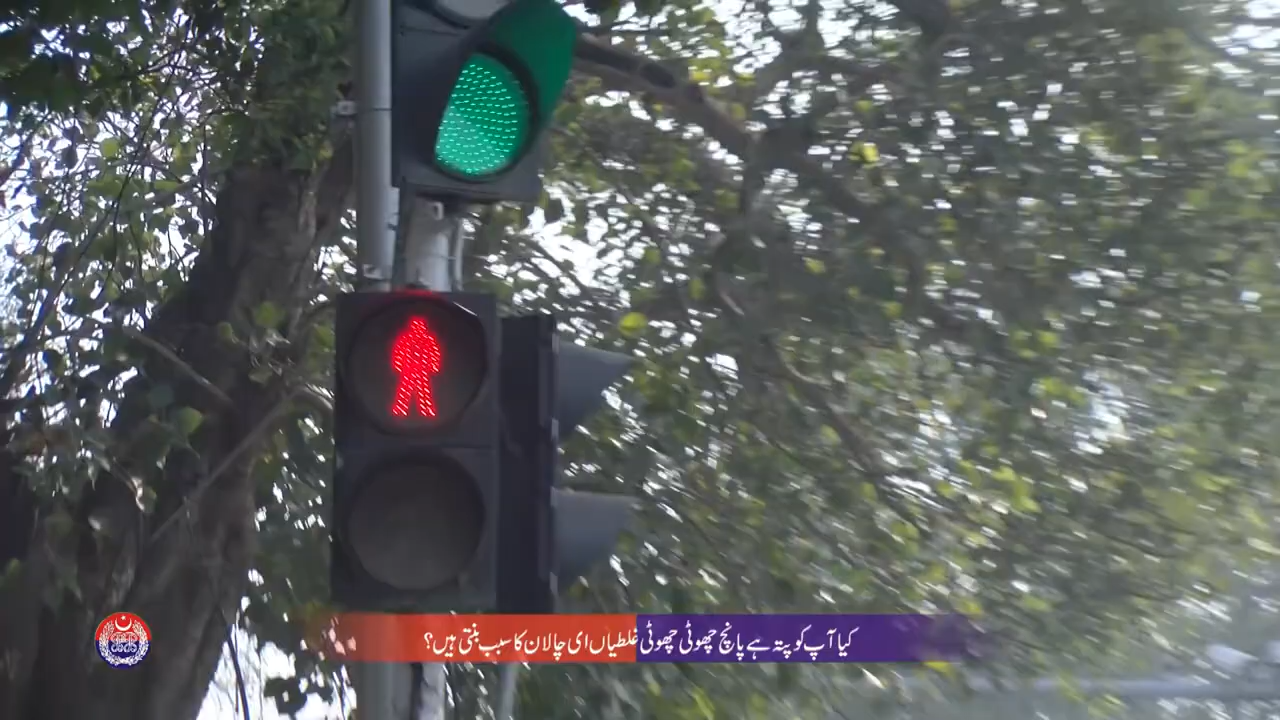 کیا آپ کو پتہ ہے پانچ چھوٹی چھوٹی غلطیاں ای چالان کا سبب بنتی ہیں؟